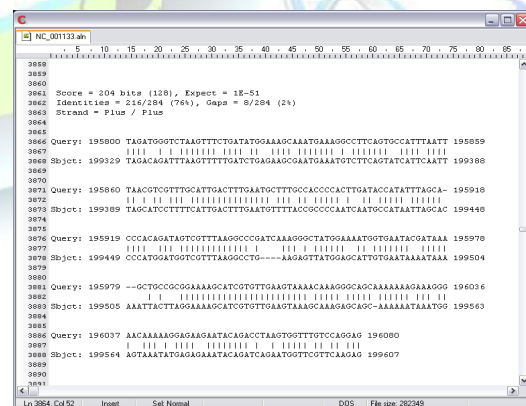 NC_001133.aln
5 . 10 . 15 . 20 . 25 . 30 . 35 . 40 . 45 . 50 . 55 . 60 . 65 . 70 . 75 . 80 . 85 .
3858
3859
3860
3861 Score = 204 bits (128), Expect = 1E-51
3862 Identities = 216/284 (76%), Gaps = 8/284 (2%)
3863 Strand = Plus / Plus
3864
3865
3866 Query: 195800 TAGATGGGTCTAAGTTTCTGATATGGAAAGCAAATGAAAGGCCTTCAGTGCCATTTAATT 195859
3867
3868 Sbjct: 199329 TAGACAGATTTAAGTTTTTGATCTGAGAAGCGAATGAAATGTCTTCAGTATCATTCAATT 199388
3869
3870
3871 Query: 195860 TAACGTCGTTTGCATTGACTTTGAATGCTTTGCCACCCCACTTGATACCATATTTAGCA- 195918
3872
3873 Sbjct: 199389 TAGCATCCTTTTCATTGACTTTGAATGTTTTACCGCCCCAATCAATGCCATAATTAGCAC 199448
3874
3875
3876 Query: 195919 CCCACAGATAGTCGTTTAAGGCCCGATCAAAGGGCTATGGAAAATGGTGAATACGATAAA 195978
3877
3878 Sbjct: 199449 CCCATGGATGGTCGTTTAAGGCCTG----AAGAGTTATGGAGCATTGTGAATAAAATAAA 199504
3879
3880
3881 Query: 195979 --GCTGCCGCGGAAAAGCATCGTGTTGAAGTAAAACAAAGGGCAGCAAAAAAAGAAAGGG 196036
3882
3883 Sbjct: 199505 AAATTACTTAGGAAAAGCATCGTGTTGAAGTAAAGCAAAGAGCAGC-AAAAAATAAATGG 199563
3884
3885
3886 Query: 196037 AACAAAAAGGAGAAGAATACAGACCTAAGTGGTTTGTCCAGGAG 196080
3887
3888 Sbjct: 199564 AGTAAATATGAGAGAAATACAGATCAGAATGGTTCGTTCAAGAG 199607
3889
3890
3891
Ln 3864, Col 52 Insert Sel: Normal DOS File size: 282349